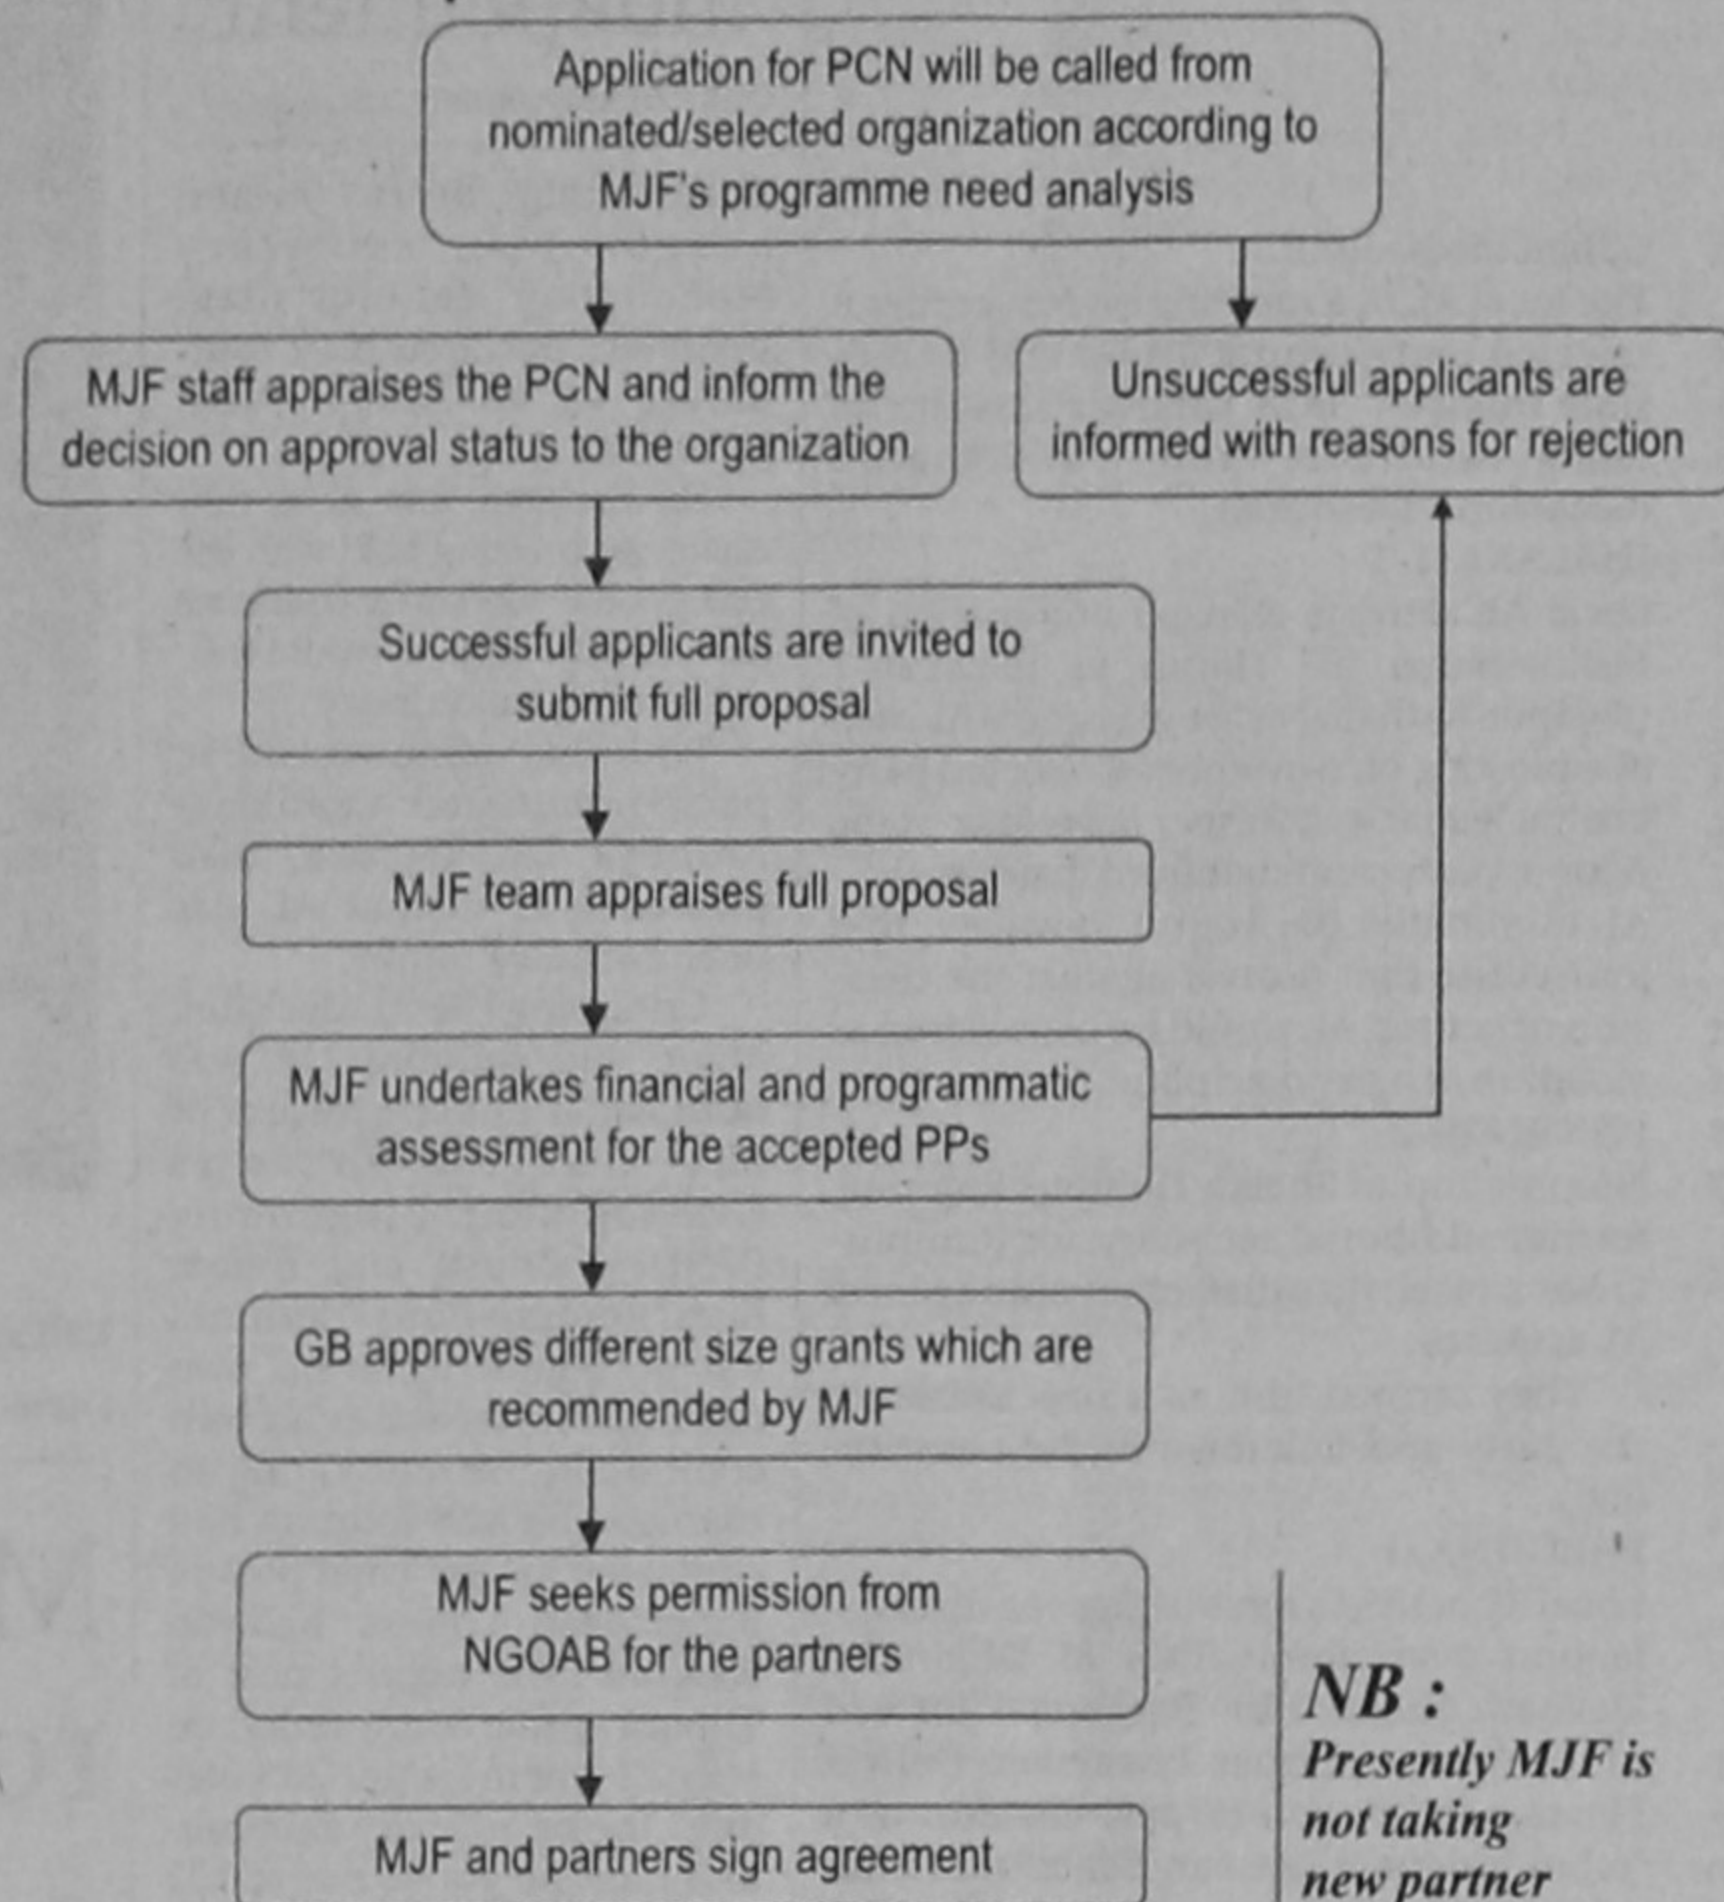 Application for PCN will be called from
nominated/selected organization according to
MJF's programme need analysis
MJF staff appraises the PCN and inform the
decision on approval status to the organization
Unsuccessful applicants are
informed with reasons for rejection
Successful applicants are invited to
submit full proposal
MJF team appraises full proposal
MJF undertakes financial and programmatic
assessment for the accepted PPs
GB approves different size grants which are
recommended by MJF
MJF seeks permission from
NGOAB for the partners
MJF and partners sign agreement
NB :
Presently MJF is
not taking
new partner